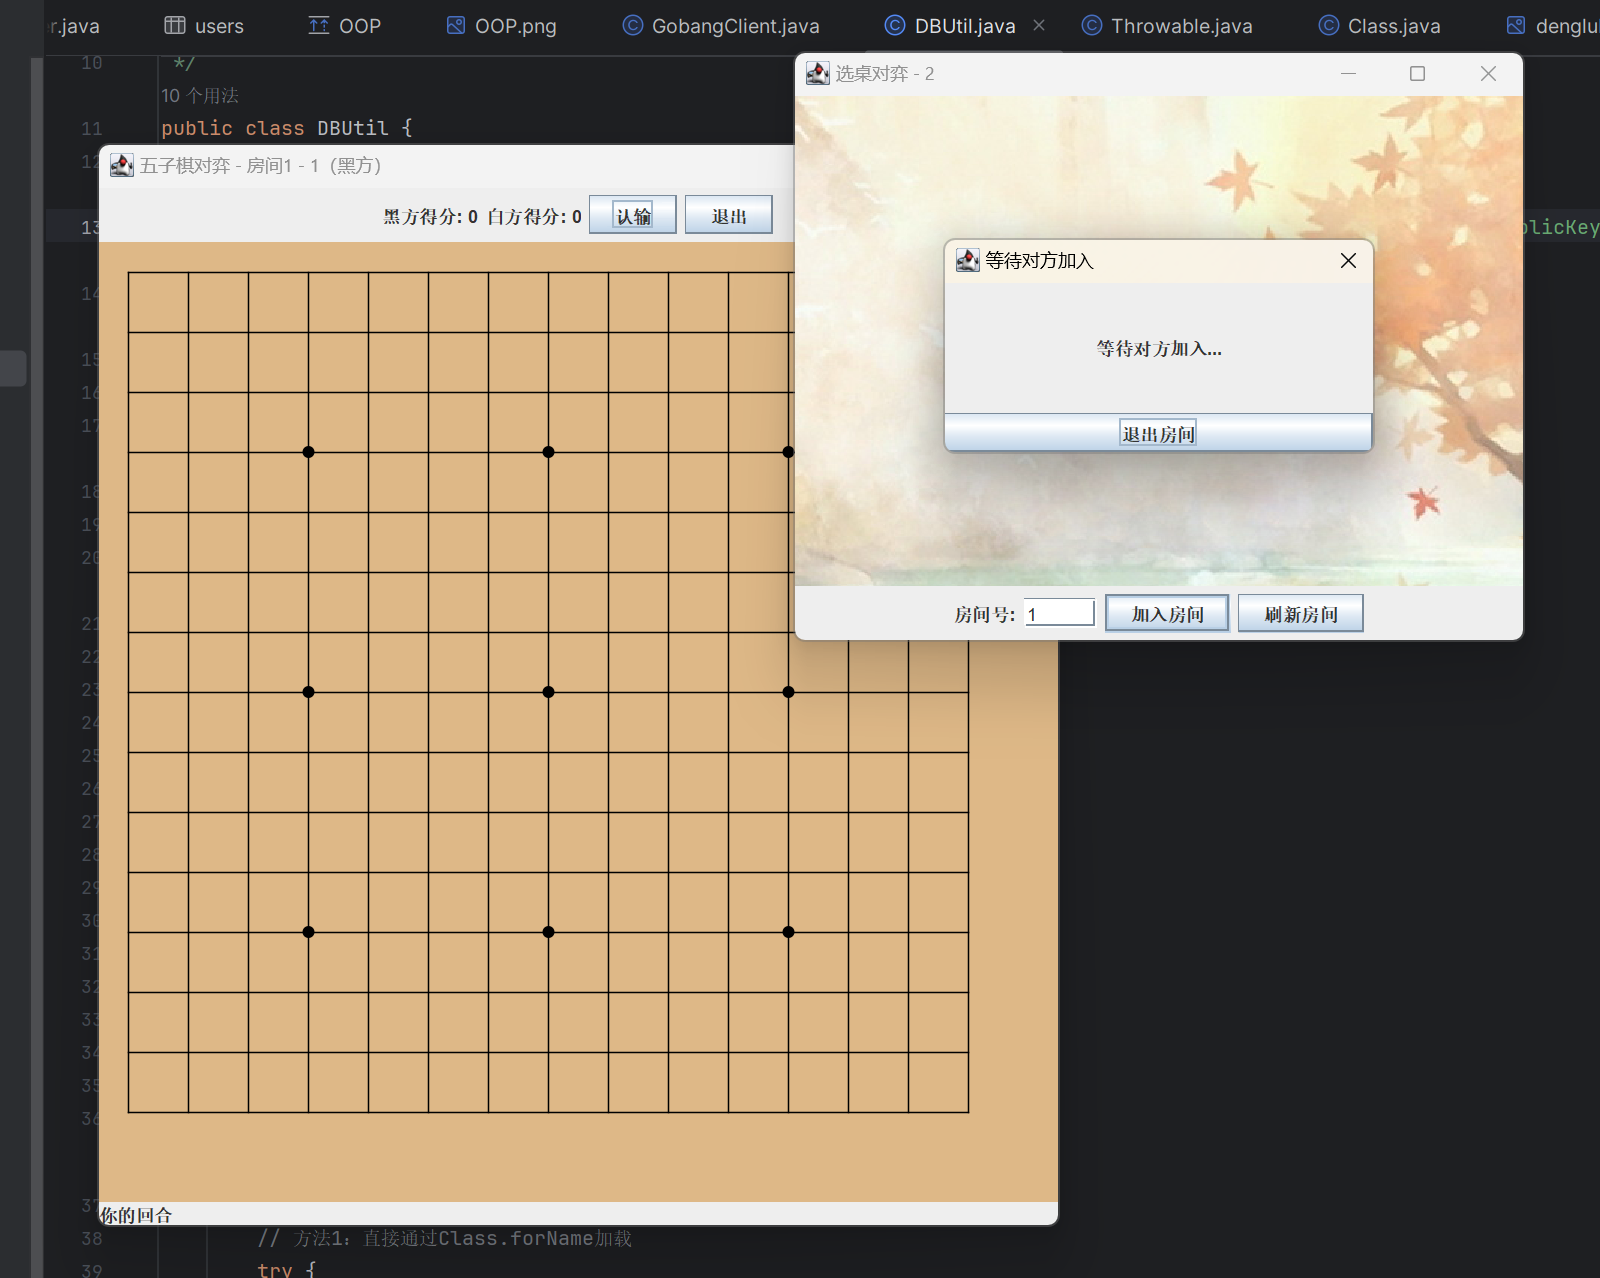 r.java users OOP OOP.png GobangClient.java DBUtil.java Throwable.java Class.java denglu
10 */
10 个用法
11 public class DBUtil {
12
13 blicKey
14
15
16
17
18
19
20
21
22
23
24
25
26
27
28
29
30
31
32
33
34
35
36
37
38 // 方法1：直接通过Class.forName加载
39 try {
五子棋对弈 - 房间1 - 1（黑方）
黑方得分: 0 白方得分: 0 认输 退出
你的回合
选桌对弈 - 2
等待对方加入
等待对方加入...
退出房间
房间号: 1 加入房间 刷新房间